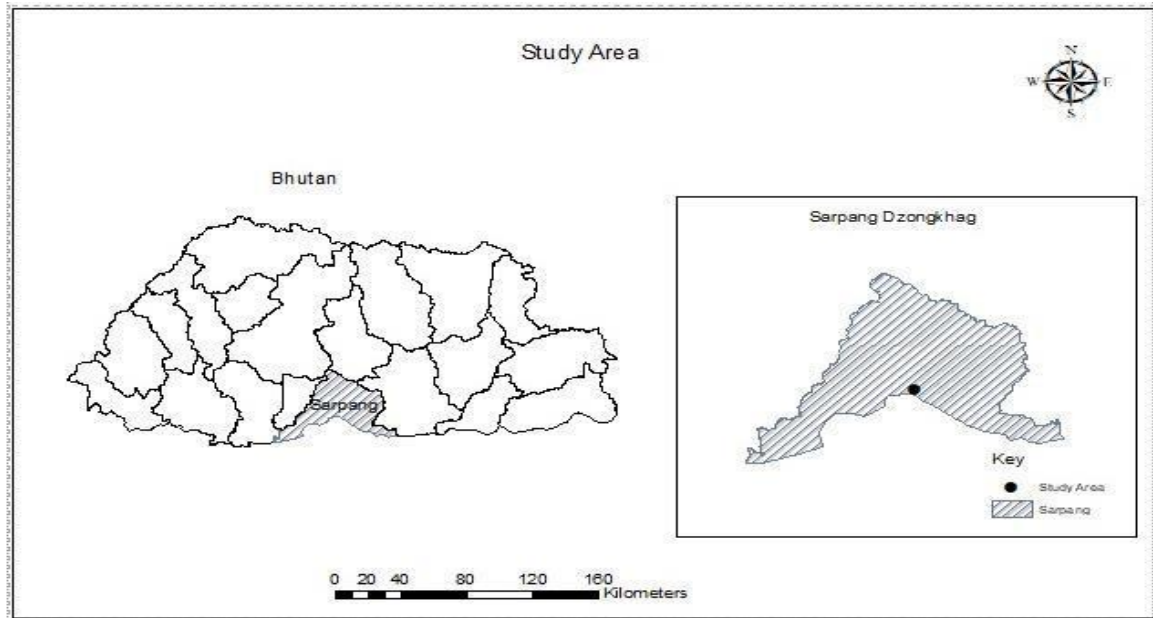 Study Area
N
W E
S
Bhutan
Sarpang Dzongkhag
Sarpang
Key
Study Area
Sarpang
0 20 40 80 120 160
Kilometers